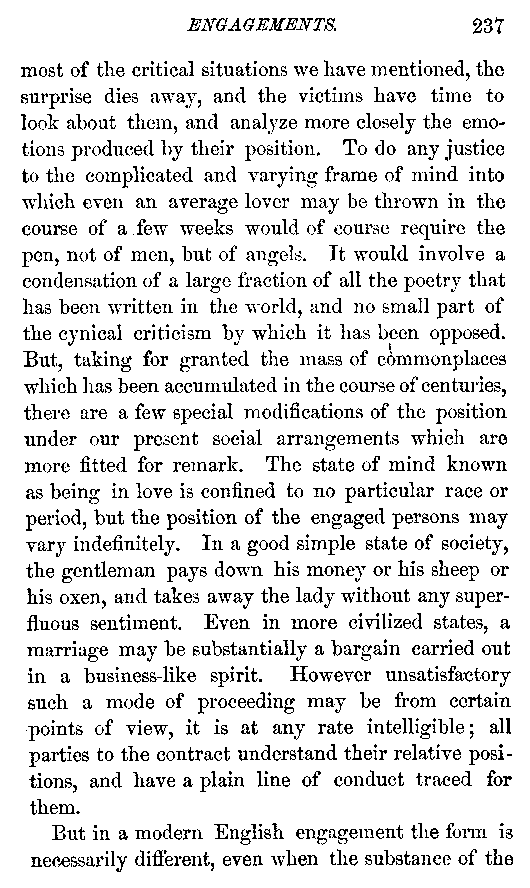 ENGAGEMENTS. 237
most of the critical situations we have mentioned, the
surprise dies away, and the victims have time to
look about them, and analyze more closely the emo-
tions produced by their position. To do any justice
to the complicated and varying frame of mind into
which even an average lover may be thrown in the
course of a few weeks would of course require the
pen, not of men, but of angels. It would involve a
condensation of a large fraction of all the poetry that
has been written in the world, and no small part of
the cynical criticism by which it has been opposed.
But, taking for granted the mass of commonplaces
which has been accumulated in the course of centuries,
there are a few special modifications of the position
under our present social arrangements which are
more fitted for remark. The state of mind known
as being in love is confined to no particular race or
period, but the position of the engaged persons may
vary indefinitely. In a good simple state of society,
the gentleman pays down his money or his sheep or
his oxen, and takes away the lady without any super-
fluous sentiment. Even in more civilized states, a
marriage may be substantially a bargain carried out
in a business-like spirit. However unsatisfactory
such a mode of proceeding may be from certain
points of view, it is at any rate intelligible; all
parties to the contract understand their relative posi-
tions, and have a plain line of conduct traced for
them.
But in a modern English engagement the form is
necessarily different, even when the substance of the